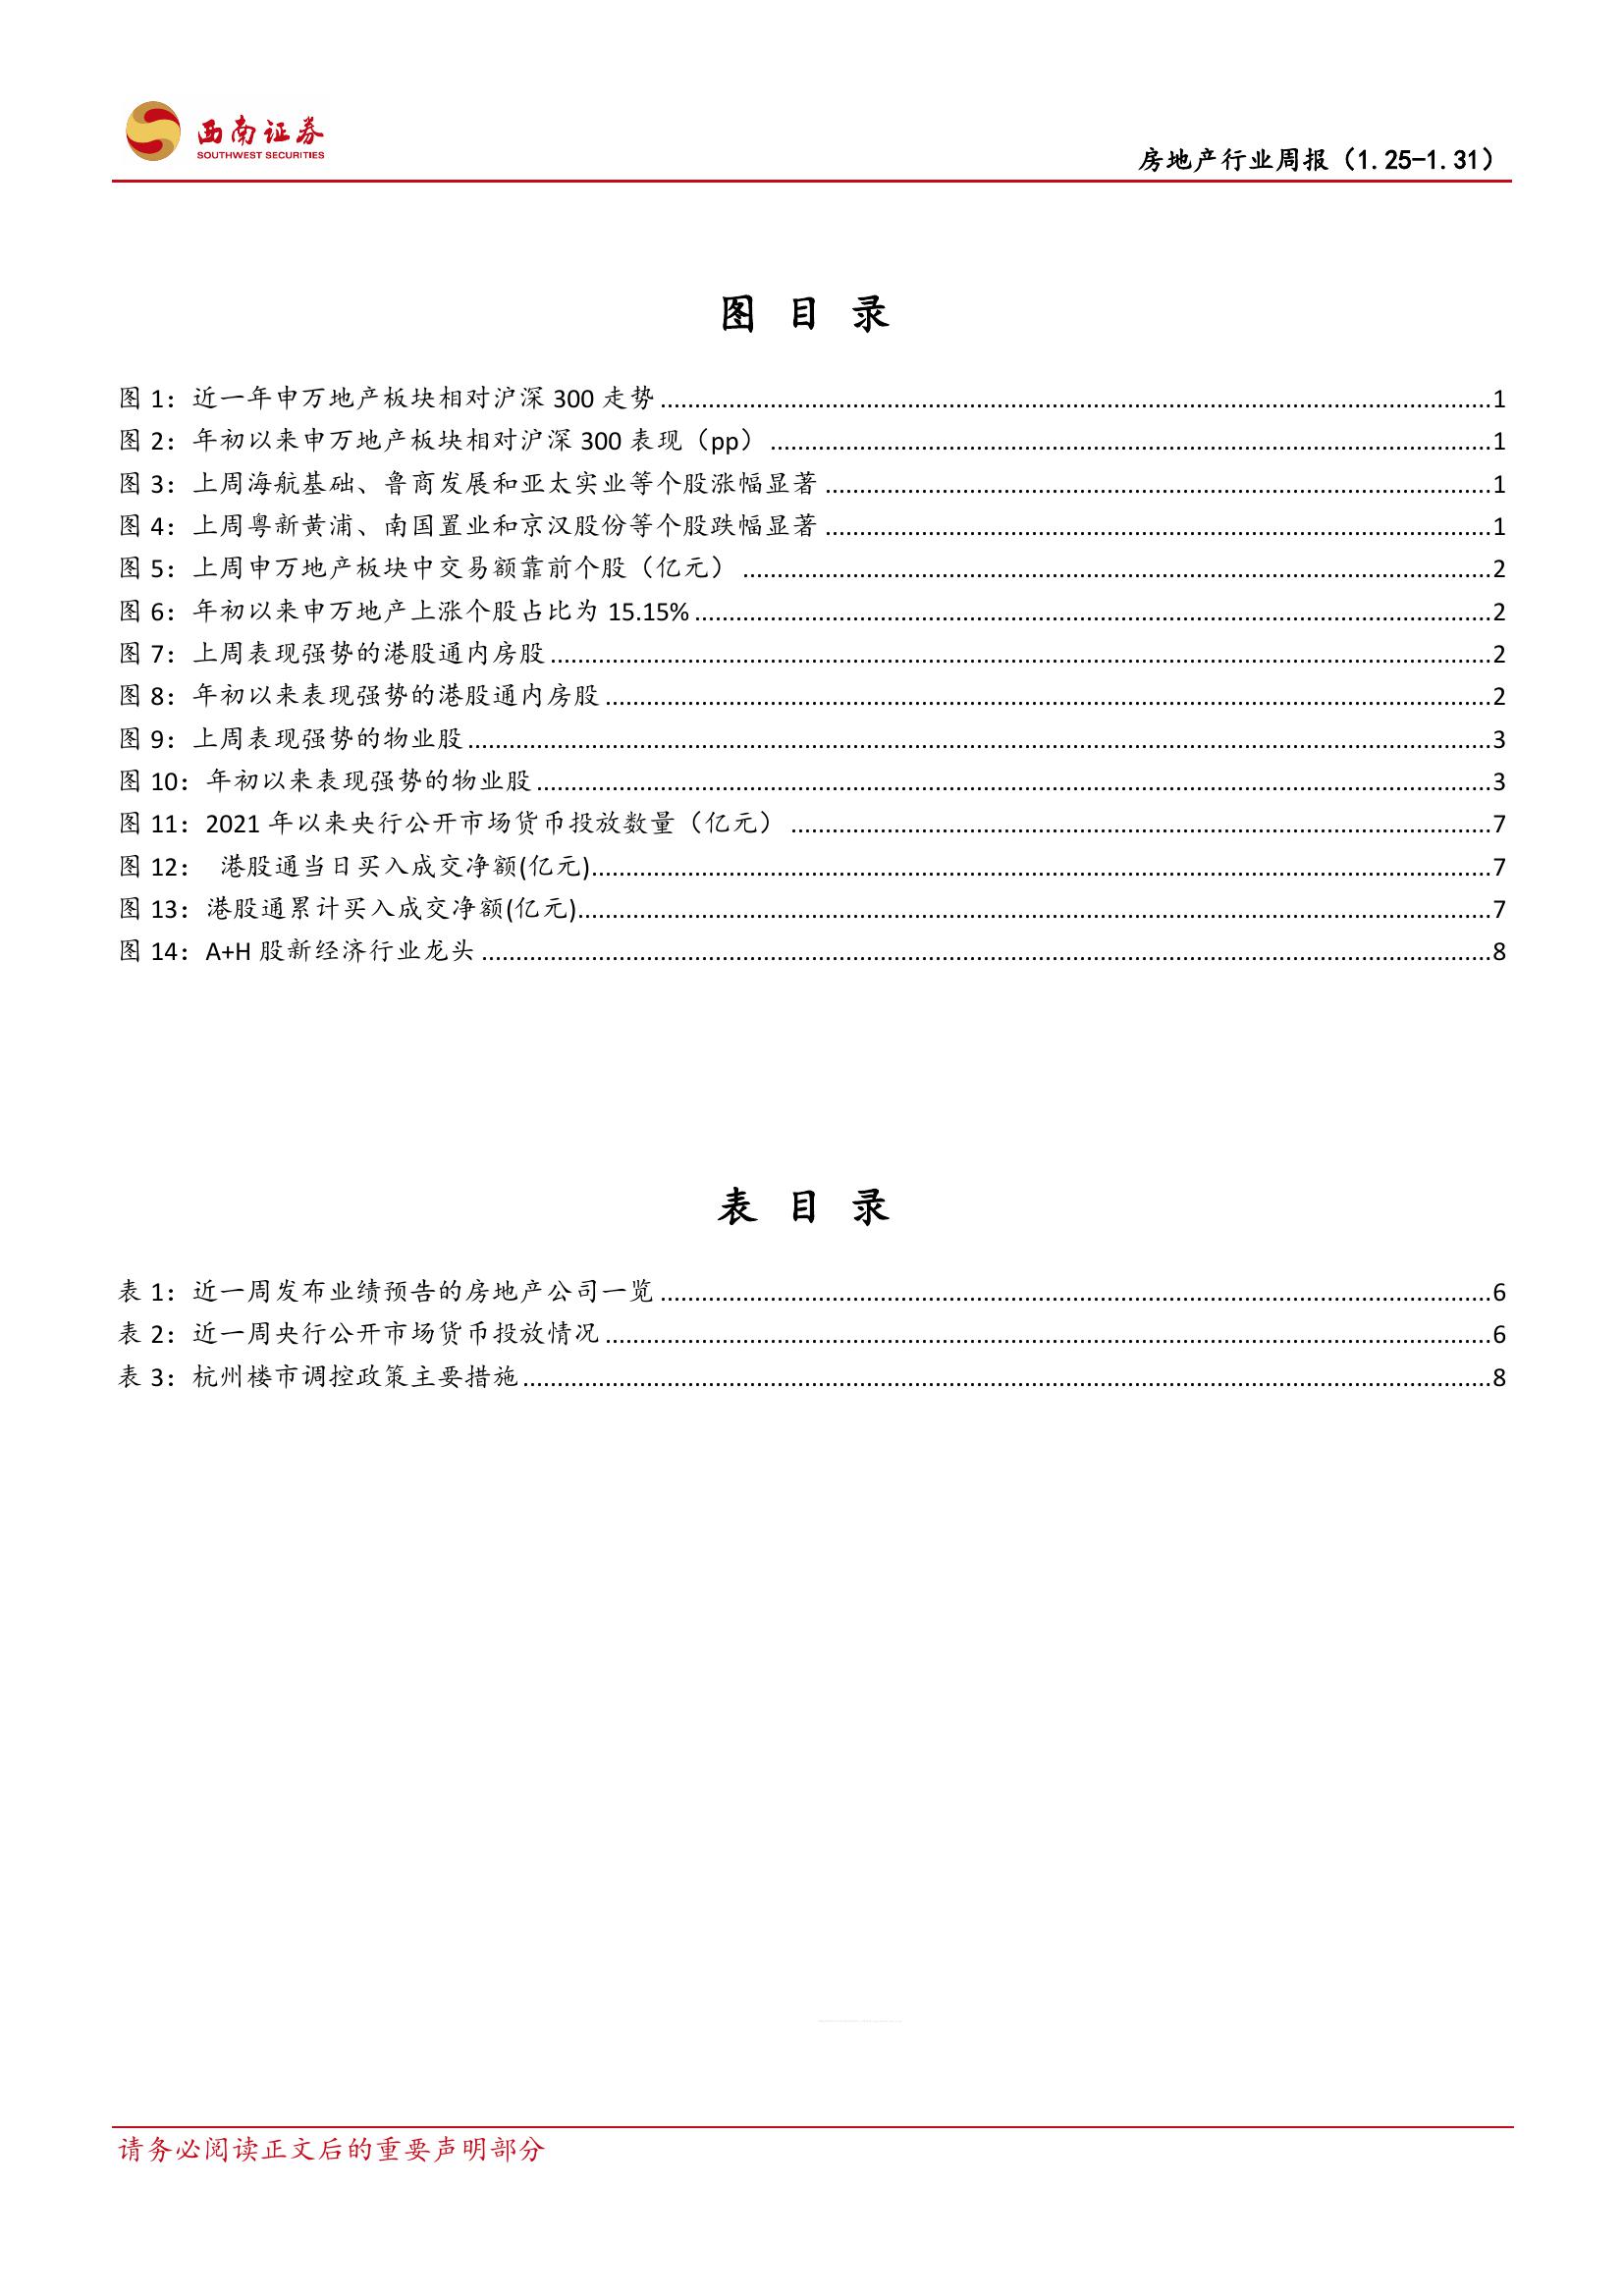 西南证券
SOUTHWEST SECURITIES
房地产行业周报（1.25-1.31）
图 目 录
图 1：近一年申万地产板块相对沪深 300 走势 1
图 2：年初以来申万地产板块相对沪深 300 表现（pp） 1
图 3：上周海航基础、鲁商发展和亚太实业等个股涨幅显著 1
图 4：上周粤新黄浦、南国置业和京汉股份等个股跌幅显著 1
图 5：上周申万地产板块中交易额靠前个股（亿元） 2
图 6：年初以来申万地产上涨个股占比为 15.15% 2
图 7：上周表现强势的港股通内房股 2
图 8：年初以来表现强势的港股通内房股 2
图 9：上周表现强势的物业股 3
图 10：年初以来表现强势的物业股 3
图 11：2021 年以来央行公开市场货币投放数量（亿元） 7
图 12： 港股通当日买入成交净额(亿元) 7
图 13：港股通累计买入成交净额(亿元) 7
图 14：A+H 股新经济行业龙头 8
表 目 录
表 1：近一周发布业绩预告的房地产公司一览 6
表 2：近一周央行公开市场货币投放情况 6
表 3：杭州楼市调控政策主要措施 8
请务必阅读正文后的重要声明部分